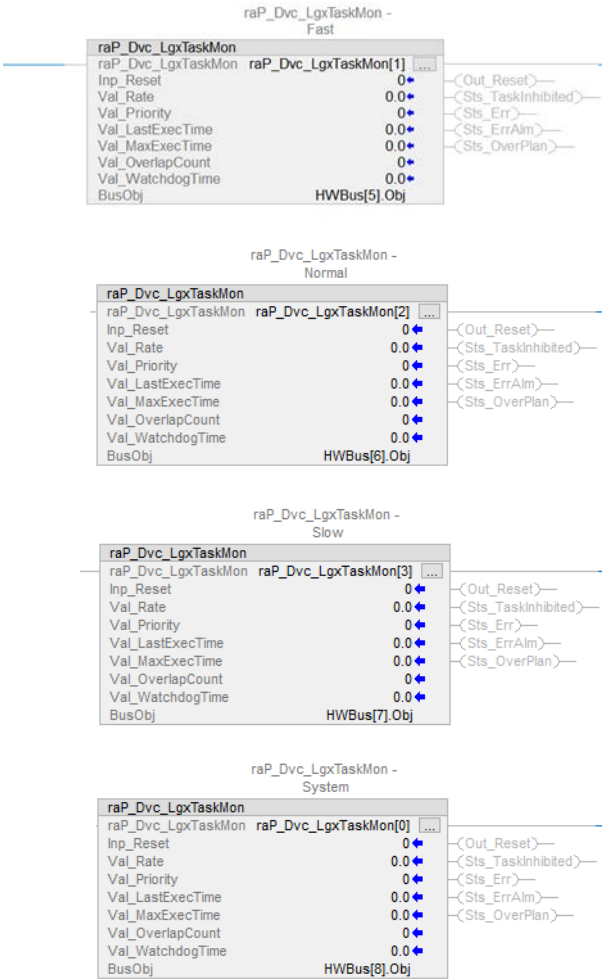 raP_Dvc_LgxTaskMon -
Fast
raP_Dvc_LgxTaskMon
raP_Dvc_LgxTaskMon raP_Dvc_LgxTaskMon[1] ...
Inp_Reset 0 Out_Reset
Val_Rate 0.0 Sts_TaskInhibited
Val_Priority 0 Sts_Err
Val_LastExecTime 0.0 Sts_ErrAlm
Val_MaxExecTime 0.0 Sts_OverPlan
Val_OverlapCount 0
Val_WatchdogTime 0.0
BusObj HWBus[5].Obj
raP_Dvc_LgxTaskMon -
Normal
raP_Dvc_LgxTaskMon
raP_Dvc_LgxTaskMon raP_Dvc_LgxTaskMon[2] ...
Inp_Reset 0 Out_Reset
Val_Rate 0.0 Sts_TaskInhibited
Val_Priority 0 Sts_Err
Val_LastExecTime 0.0 Sts_ErrAlm
Val_MaxExecTime 0.0 Sts_OverPlan
Val_OverlapCount 0
Val_WatchdogTime 0.0
BusObj HWBus[6].Obj
raP_Dvc_LgxTaskMon -
Slow
raP_Dvc_LgxTaskMon
raP_Dvc_LgxTaskMon raP_Dvc_LgxTaskMon[3] ...
Inp_Reset 0 Out_Reset
Val_Rate 0.0 Sts_TaskInhibited
Val_Priority 0 Sts_Err
Val_LastExecTime 0.0 Sts_ErrAlm
Val_MaxExecTime 0.0 Sts_OverPlan
Val_OverlapCount 0
Val_WatchdogTime 0.0
BusObj HWBus[7].Obj
raP_Dvc_LgxTaskMon -
System
raP_Dvc_LgxTaskMon
raP_Dvc_LgxTaskMon raP_Dvc_LgxTaskMon[0] ...
Inp_Reset 0 Out_Reset
Val_Rate 0.0 Sts_TaskInhibited
Val_Priority 0 Sts_Err
Val_LastExecTime 0.0 Sts_ErrAlm
Val_MaxExecTime 0.0 Sts_OverPlan
Val_OverlapCount 0
Val_WatchdogTime 0.0
BusObj HWBus[8].Obj